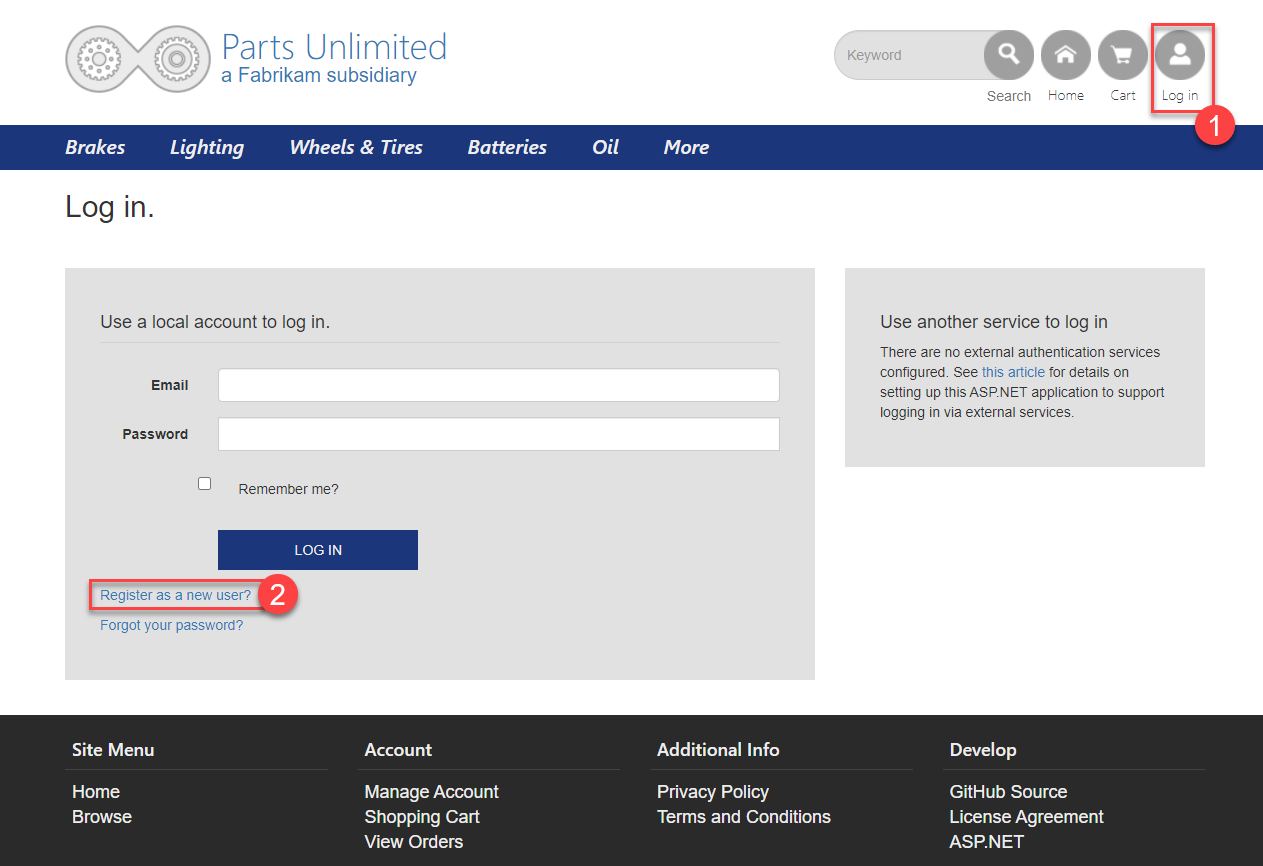 Parts Unlimited
a Fabrikam subsidiary
Keyword
Search Home Cart Log in
1
Brakes Lighting Wheels & Tires Batteries Oil More
Log in.
Use a local account to log in.
Email
Password
Remember me?
LOG IN
Register as a new user?
2
Forgot your password?
Use another service to log in
There are no external authentication services
configured. See this article for details on
setting up this ASP.NET application to support
logging in via external services.
Site Menu
Home
Browse
Account
Manage Account
Shopping Cart
View Orders
Additional Info
Privacy Policy
Terms and Conditions
Develop
GitHub Source
License Agreement
ASP.NET